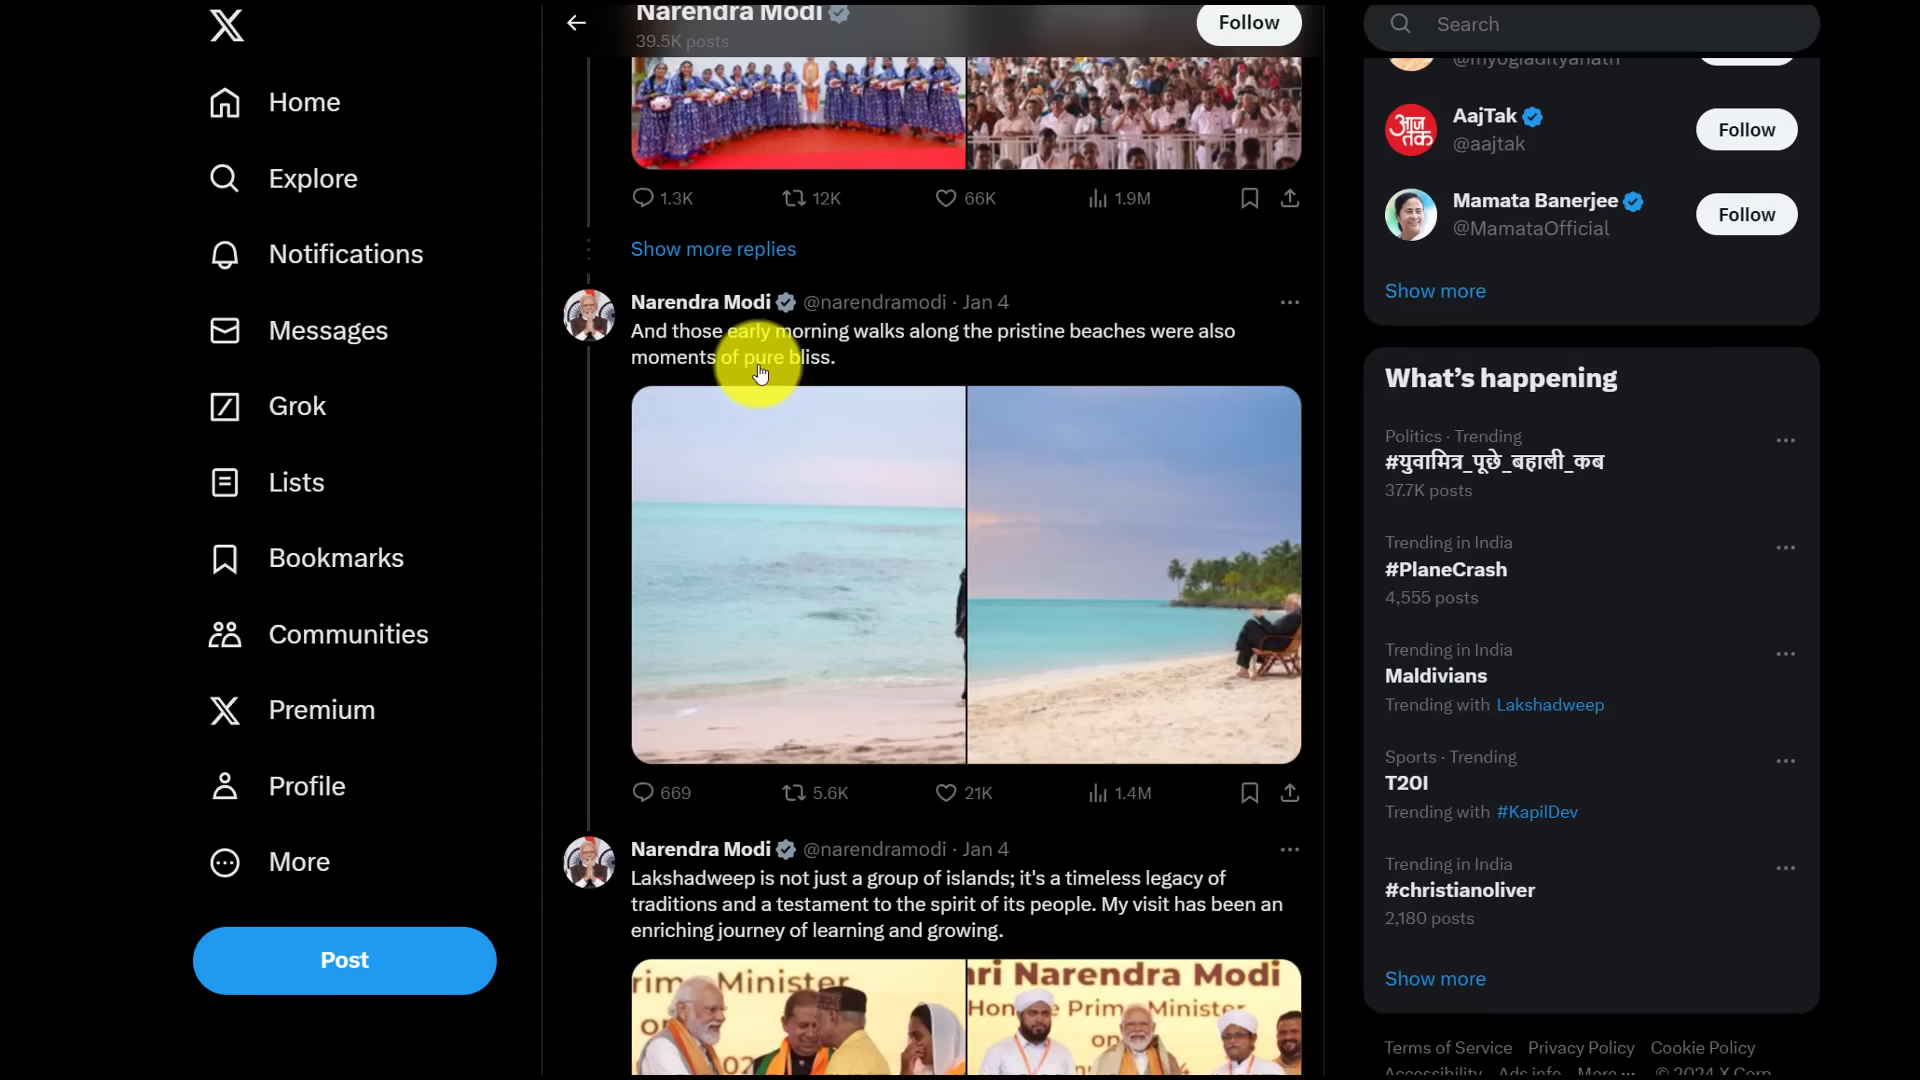 Home
Explore
Notifications
Messages
Grok
Lists
Bookmarks
Communities
Premium
Profile
More
Post
Narendra Modi
39.5K posts
Follow
1.3K 12K 66K 1.9M
Show more replies
Narendra Modi @narendramodi · Jan 4
And those early morning walks along the pristine beaches were also
moments of pure bliss.
669 5.6K 21K 1.4M
Narendra Modi @narendramodi · Jan 4
Lakshadweep is not just a group of islands; it's a timeless legacy of
traditions and a testament to the spirit of its people. My visit has been an
enriching journey of learning and growing.
Minister
Narendra Modi
Prime Minister
on
Search
@myogiadityanath
आज
तक
AajTak
@aajtak
Follow
Mamata Banerjee
@MamataOfficial
Follow
Show more
What's happening
Politics · Trending
#युवामित्र_पूछे_बहाली_कब
37.7K posts
Trending in India
#PlaneCrash
4,555 posts
Trending in India
Maldivians
Trending with Lakshadweep
Sports · Trending
T20I
Trending with #KapilDev
Trending in India
#christianoliver
2,180 posts
Show more
Terms of Service Privacy Policy Cookie Policy
Accessibility Ads info More ... © 2024 X Corp.